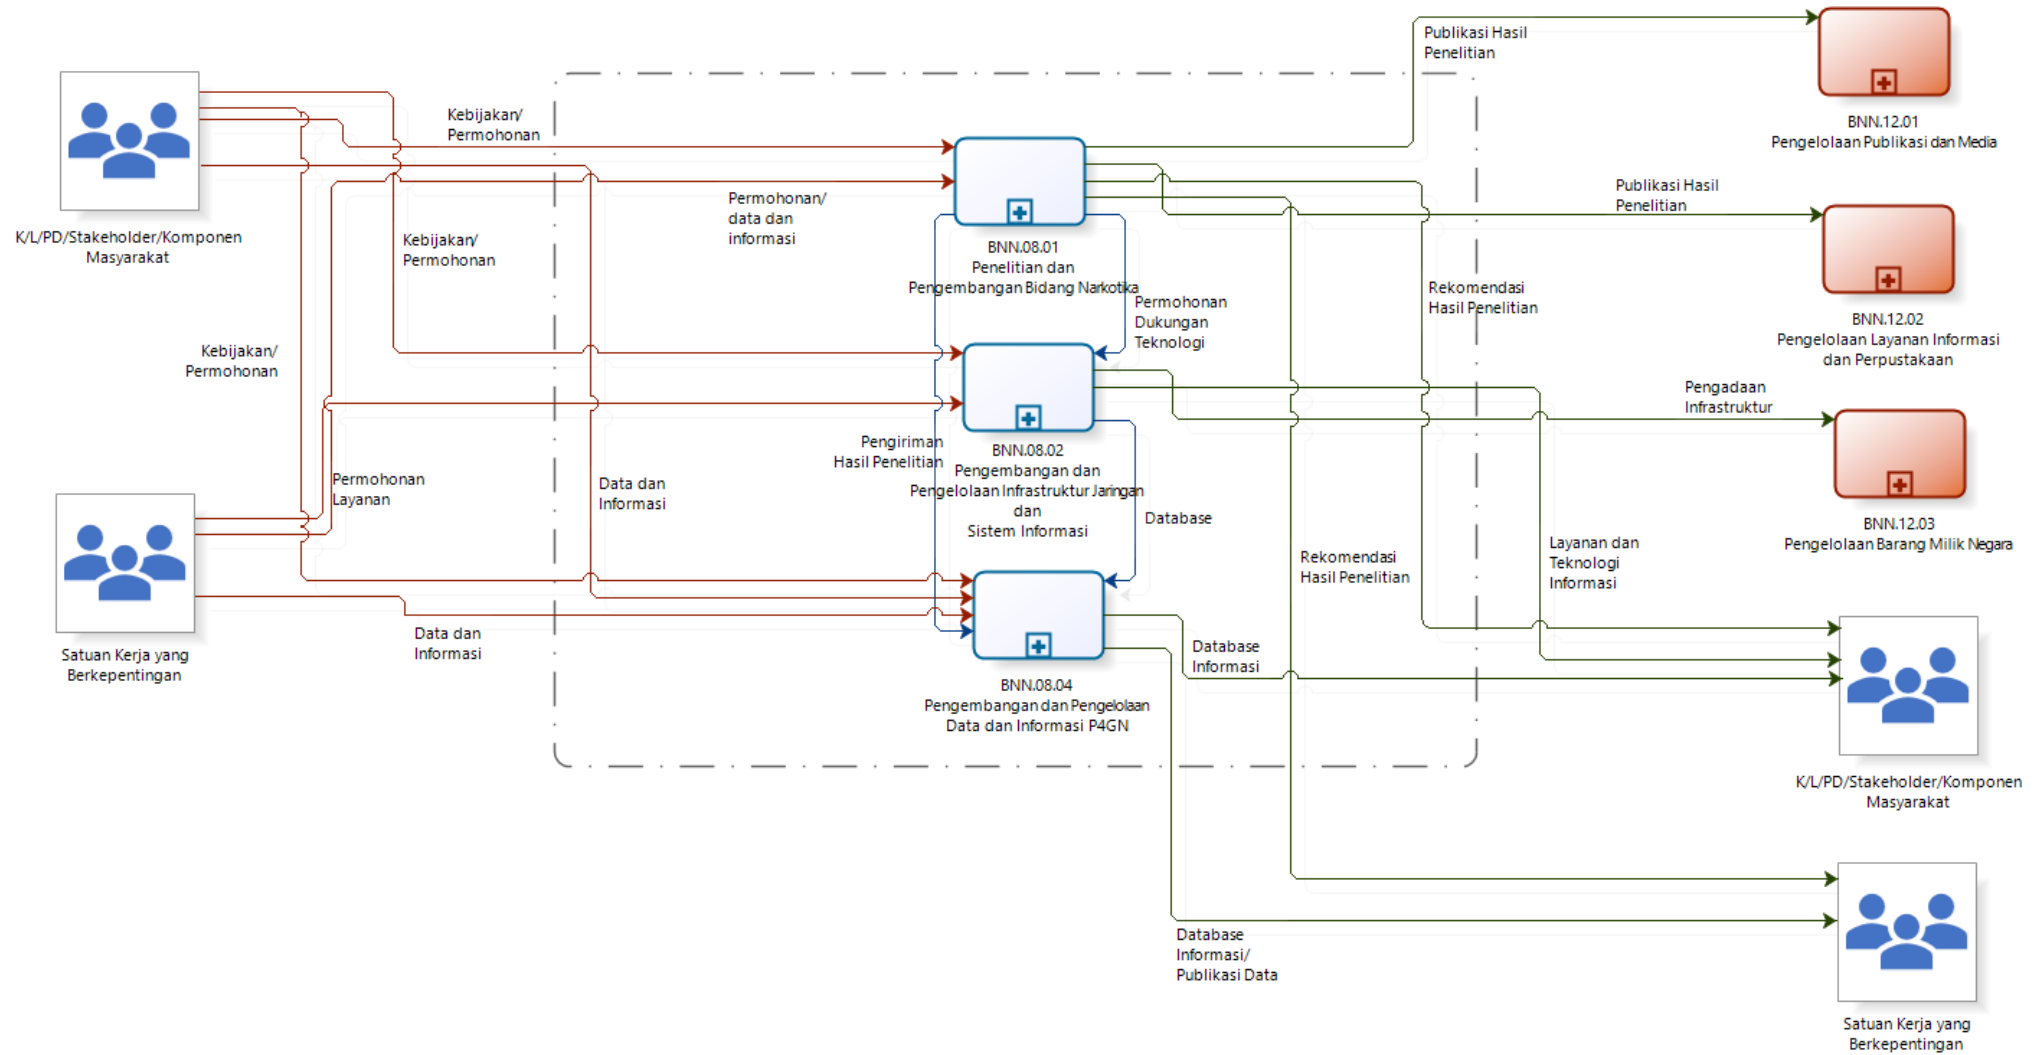 Publikasi Hasil
Penelitian
BNN.12.01
Pengelolaan Publikasi dan Media
Kebijakan/
Permohonan
K/L/PD/Stakeholder/Komponen
Masyarakat
Permohonan/
data dan
informasi
Kebijakan/
Permohonan
Publikasi Hasil
Penelitian
BNN.08.01
Penelitian dan
Pengembangan Bidang Narkotika
Permohonan
Dukungan
Teknologi
Rekomendasi
Hasil Penelitian
BNN.12.02
Pengelolaan Layanan Informasi
dan Perpustakaan
Kebijakan/
Permohonan
Pengadaan
Infrastruktur
Pengiriman
Hasil Penelitian
BNN.08.02
Pengembangan dan
Pengelolaan Infrastruktur Jaringan
dan
Sistem Informasi
Permohonan
Layanan
Data dan
Informasi
Database
BNN.12.03
Pengelolaan Barang Milik Negara
Rekomendasi
Hasil Penelitian
Layanan dan
Teknologi
Informasi
Satuan Kerja yang
Berkepentingan
Data dan
Informasi
Database
Informasi
BNN.08.04
Pengembangan dan Pengelolaan
Data dan Informasi P4GN
K/L/PD/Stakeholder/Komponen
Masyarakat
Database
Informasi/
Publikasi Data
Satuan Kerja yang
Berkepentingan